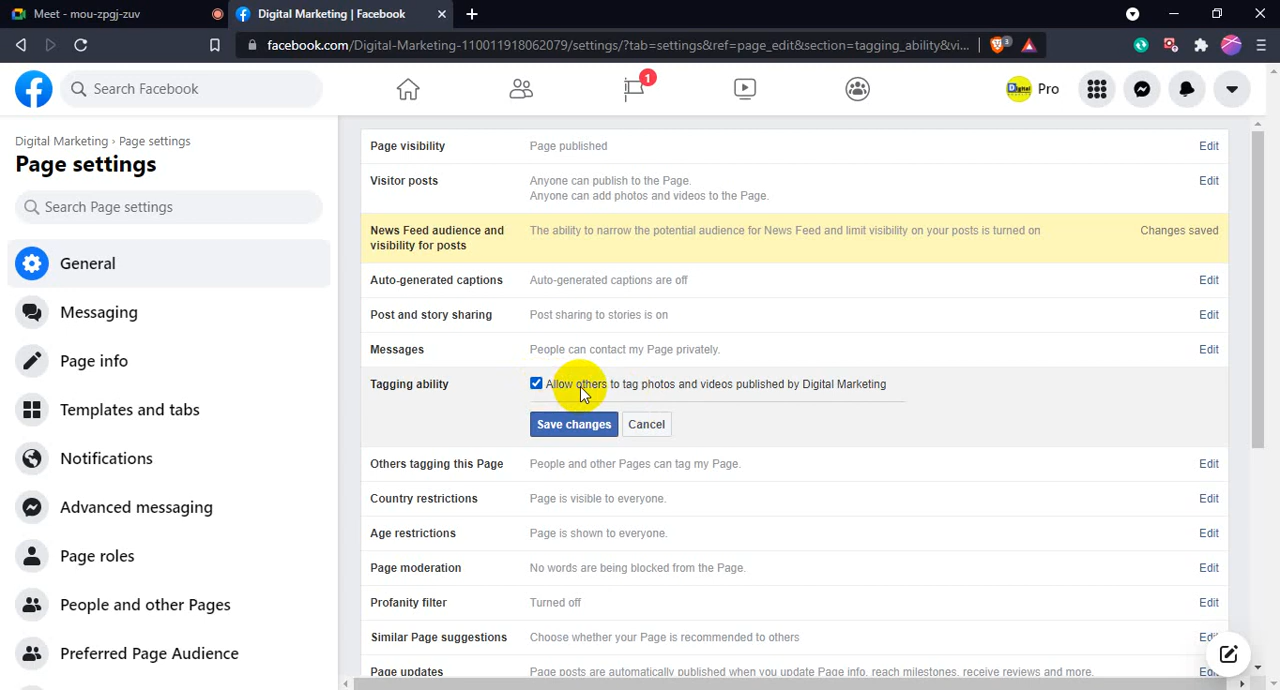 Meet - mou-zpgj-zuv
Digital Marketing | Facebook
facebook.com/Digital-Marketing-110011918062079/settings/?tab=settings&ref=page_edit&section=tagging_ability&vi...
3
Search Facebook
1
Digital
Pro
Digital Marketing › Page settings
Page settings
Search Page settings
General
Messaging
Page info
Templates and tabs
Notifications
Advanced messaging
Page roles
People and other Pages
Preferred Page Audience
Page visibility Page published Edit
Visitor posts Anyone can publish to the Page. Edit
Anyone can add photos and videos to the Page.
News Feed audience and The ability to narrow the potential audience for News Feed and limit visibility on your posts is turned on Changes saved
visibility for posts
Auto-generated captions Auto-generated captions are off Edit
Post and story sharing Post sharing to stories is on Edit
Messages People can contact my Page privately. Edit
Tagging ability Allow others to tag photos and videos published by Digital Marketing
Save changes Cancel
Others tagging this Page People and other Pages can tag my Page. Edit
Country restrictions Page is visible to everyone. Edit
Age restrictions Page is shown to everyone. Edit
Page moderation No words are being blocked from the Page. Edit
Profanity filter Turned off Edit
Similar Page suggestions Choose whether your Page is recommended to others Edit
Page updates Page posts are automatically published when you update Page info, reach milestones, receive reviews and more. Edit